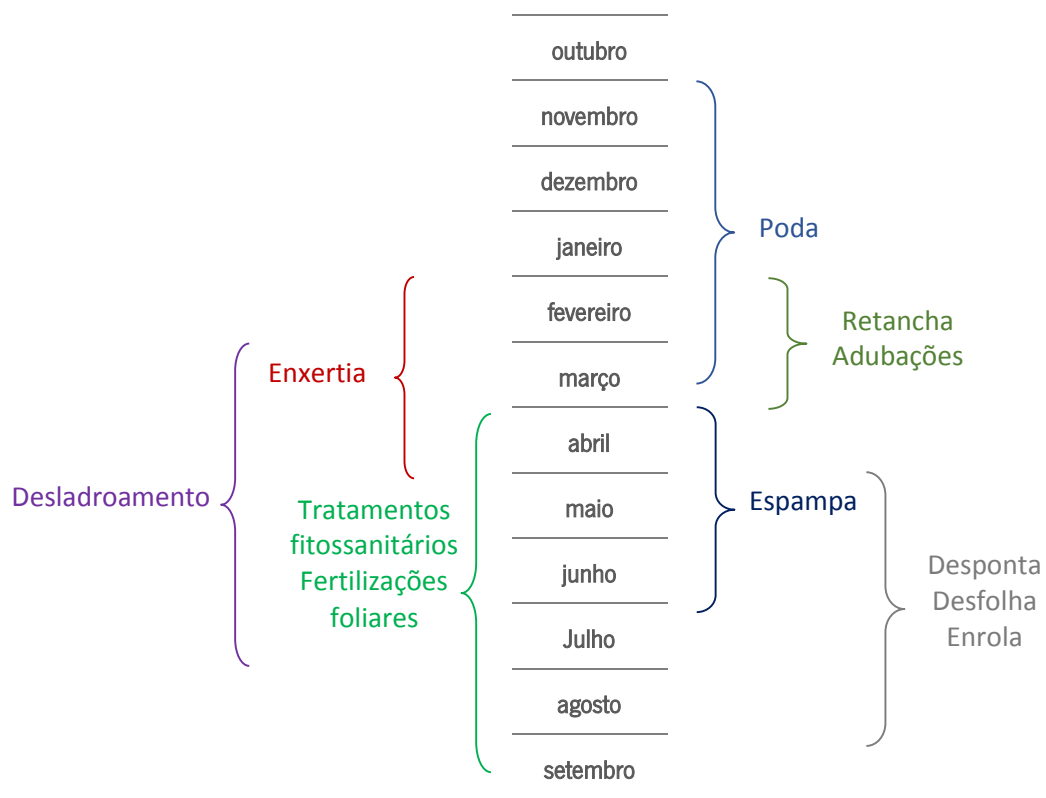 outubro
novembro
dezembro
janeiro
fevereiro
março
abril
maio
junho
Julho
agosto
setembro
Poda
Retancha
Adubações
Enxertia
Desladroamento
Tratamentos
fitossanitários
Fertilizações
foliares
Espampa
Desponta
Desfolha
Enrola